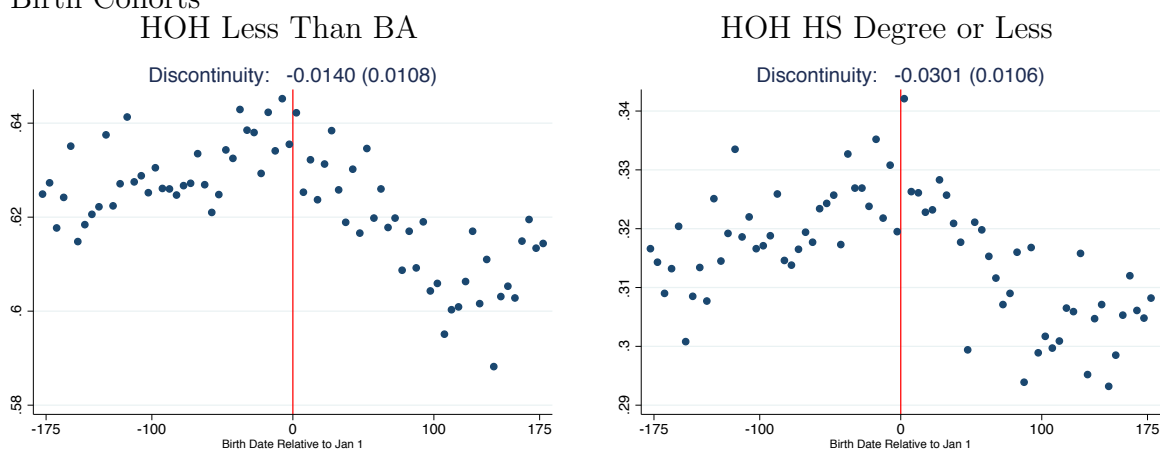 Birth Cohorts
HOH Less Than BA
Discontinuity: -0.0140 (0.0108)
.64
.62
.6
.58
-175 -100 0 100 175
Birth Date Relative to Jan 1
HOH HS Degree or Less
Discontinuity: -0.0301 (0.0106)
.34
.33
.32
.31
.3
.29
-175 -100 0 100 175
Birth Date Relative to Jan 1